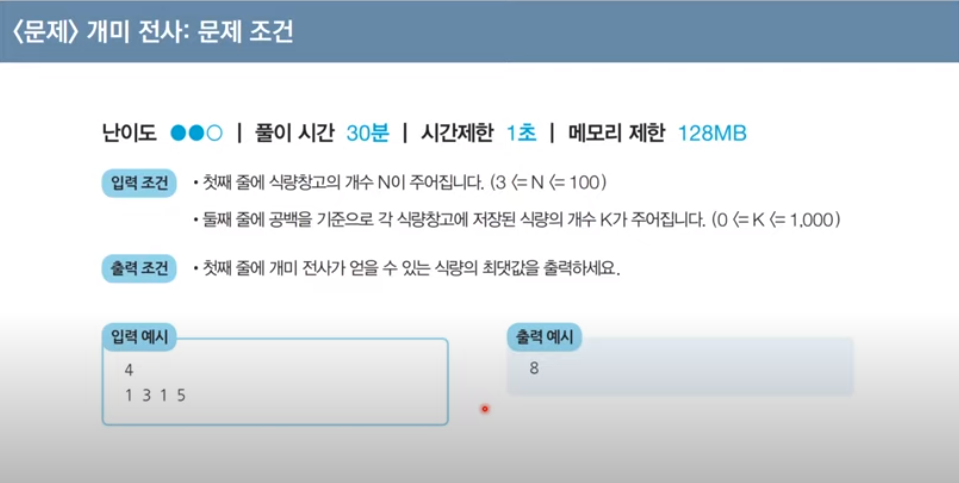 <문제> 개미 전사: 문제 조건
난이도 ●●○ | 풀이 시간 30분 | 시간제한 1초 | 메모리 제한 128MB
입력 조건 • 첫째 줄에 식량창고의 개수 N이 주어집니다. (3 <= N <= 100)
• 둘째 줄에 공백을 기준으로 각 식량창고에 저장된 식량의 개수 K가 주어집니다. (0 <= K <= 1,000)
출력 조건 • 첫째 줄에 개미 전사가 얻을 수 있는 식량의 최댓값을 출력하세요.
입력 예시
4
1 3 1 5
출력 예시
8